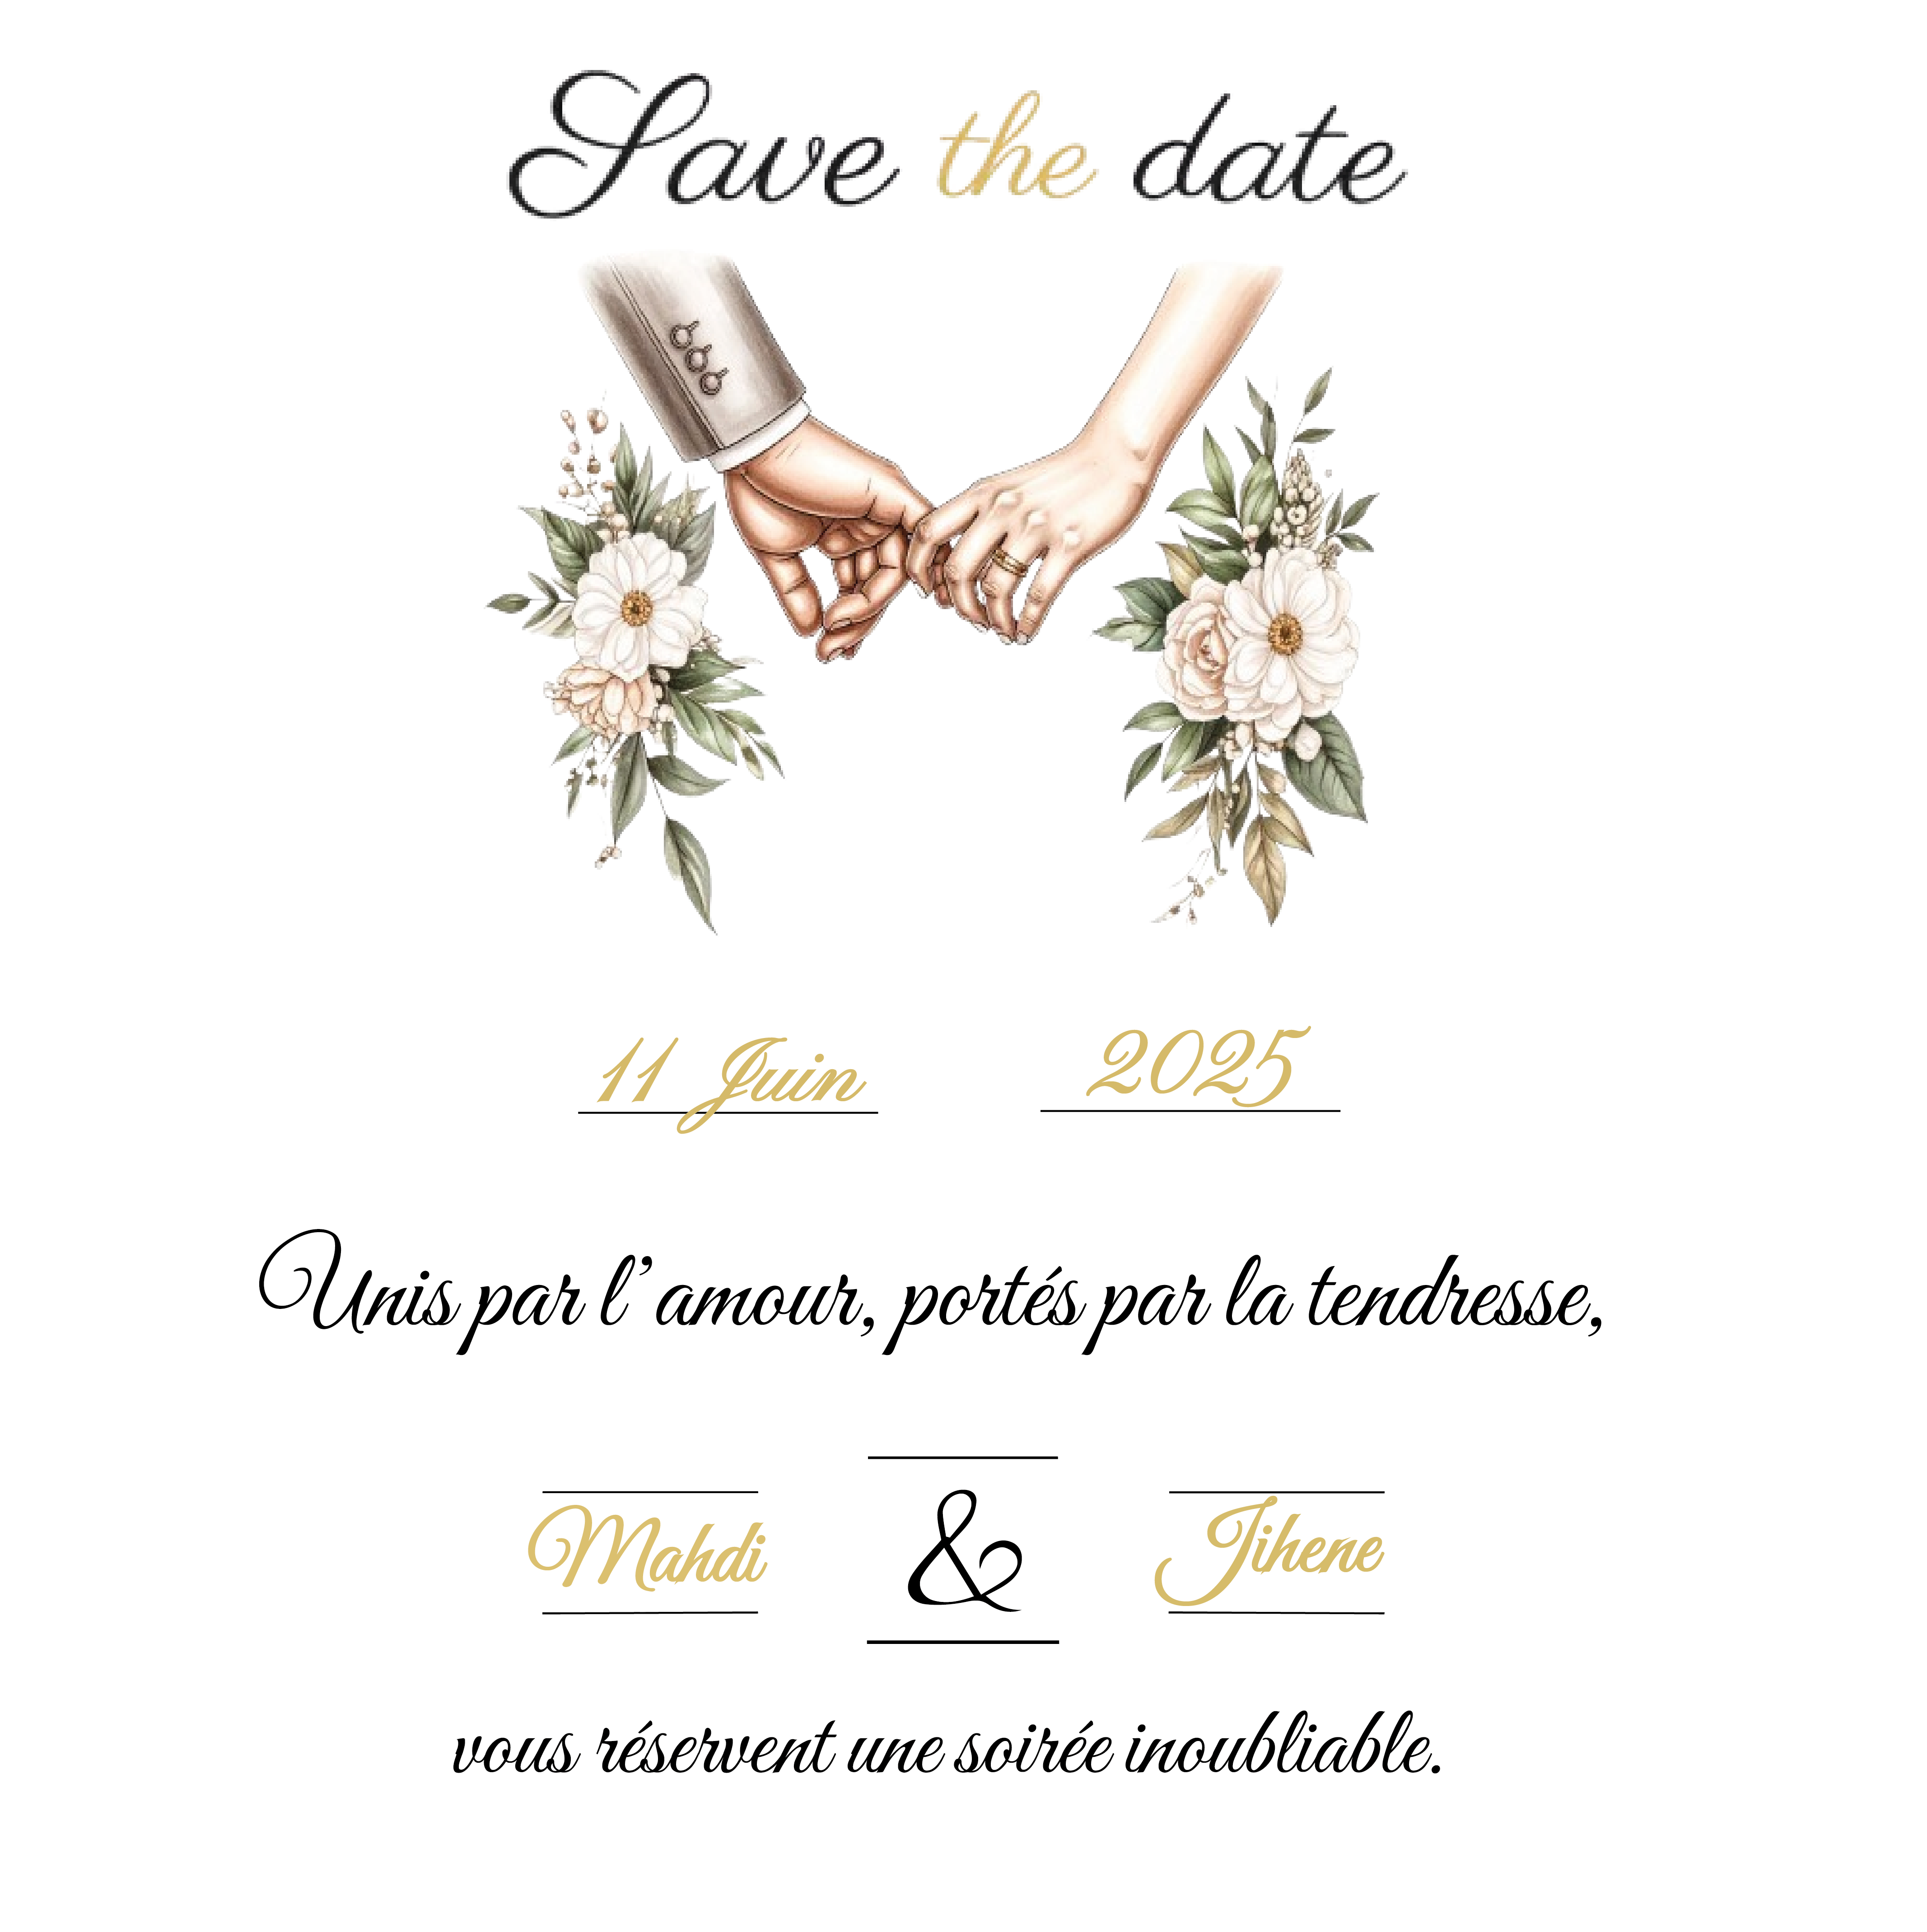 Save the date
11 Juin 2025
Unis par l'amour, portés par la tendresse,
Mahdi & Jihene
vous réservent une soirée inoubliable.